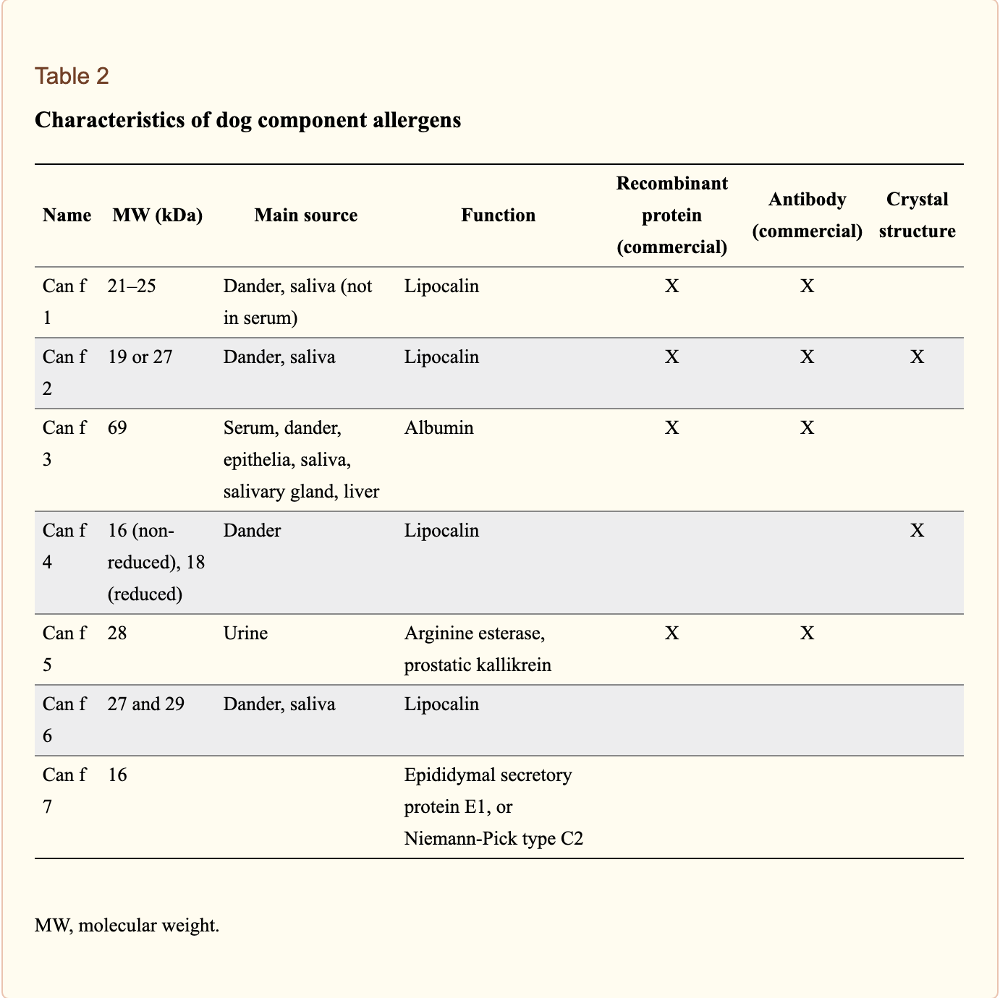 Table 2
Characteristics of dog component allergens
Name MW (kDa) Main source Function Recombinant protein (commercial) Antibody (commercial) Crystal structure
Can f 1 21–25 Dander, saliva (not in serum) Lipocalin X X
Can f 2 19 or 27 Dander, saliva Lipocalin X X X
Can f 3 69 Serum, dander, epithelia, saliva, salivary gland, liver Albumin X X
Can f 4 16 (non-reduced), 18 (reduced) Dander Lipocalin X
Can f 5 28 Urine Arginine esterase, prostatic kallikrein X X
Can f 6 27 and 29 Dander, saliva Lipocalin
Can f 7 16 Epididymal secretory protein E1, or Niemann-Pick type C2
MW, molecular weight.